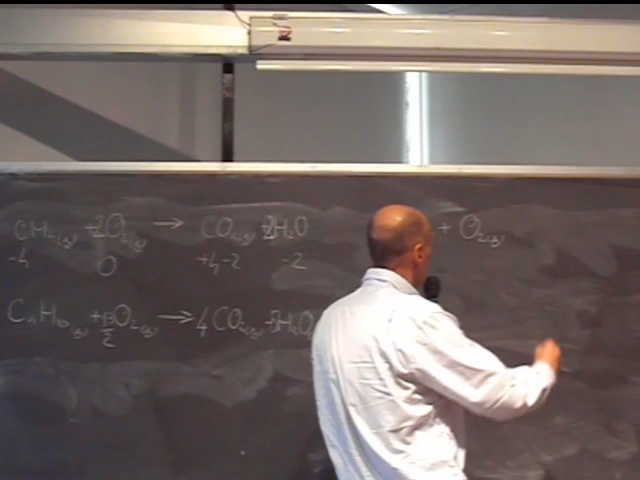 CH₄(g) + 2O₂(g) → CO₂(g) + 2H₂O + O₂(g)
-4 0 +4 -2 -2
C₄H₁₀(g) + 13/2 O₂(g) → 4CO₂(g) + 5H₂O